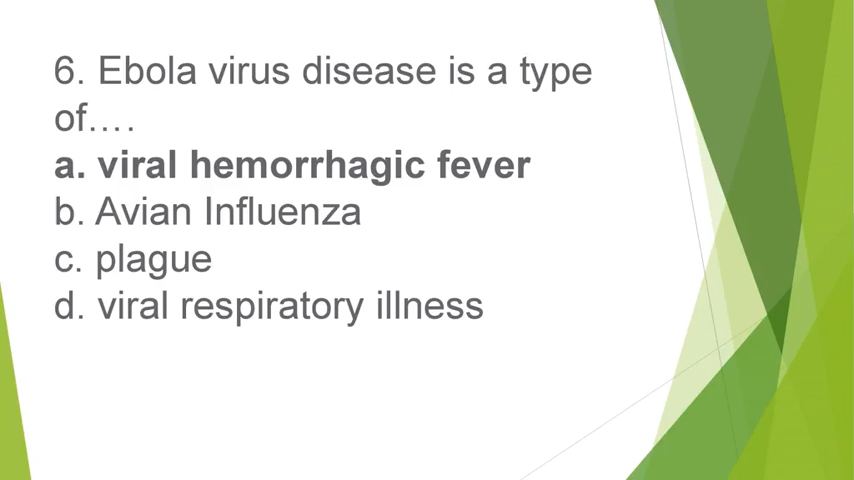 6. Ebola virus disease is a type
of….
a. viral hemorrhagic fever
b. Avian Influenza
c. plague
d. viral respiratory illness